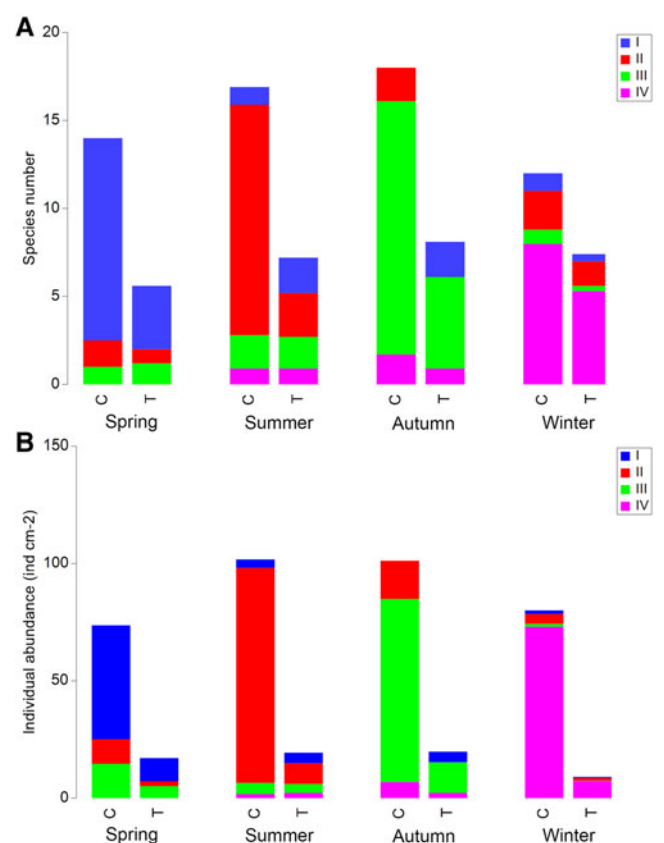 A
20
15
10
5
0
Species number
I
II
III
IV
C T C T C T C T
Spring Summer Autumn Winter
B
150
100
50
0
Individual abundance (ind cm-2)
I
II
III
IV
C T C T C T C T
Spring Summer Autumn Winter